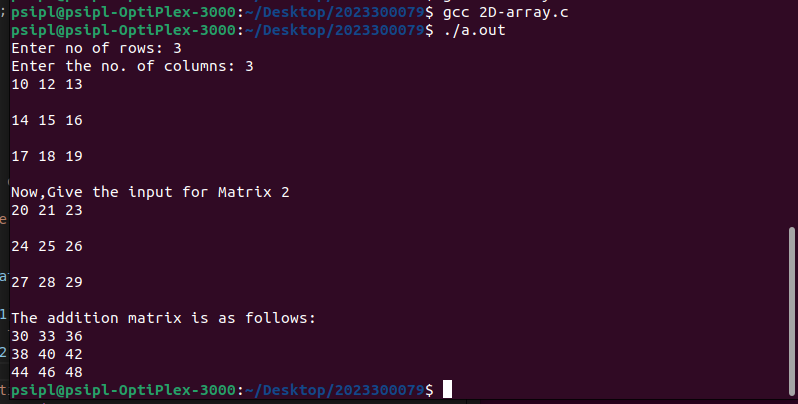 psipl@psipl-OptiPlex-3000:~/Desktop/2023300079$ gcc 2D-array.c
psipl@psipl-OptiPlex-3000:~/Desktop/2023300079$ ./a.out
Enter no of rows: 3
Enter the no. of columns: 3
10 12 13
14 15 16
17 18 19
Now,Give the input for Matrix 2
20 21 23
24 25 26
27 28 29
The addition matrix is as follows:
30 33 36
38 40 42
44 46 48
psipl@psipl-OptiPlex-3000:~/Desktop/2023300079$